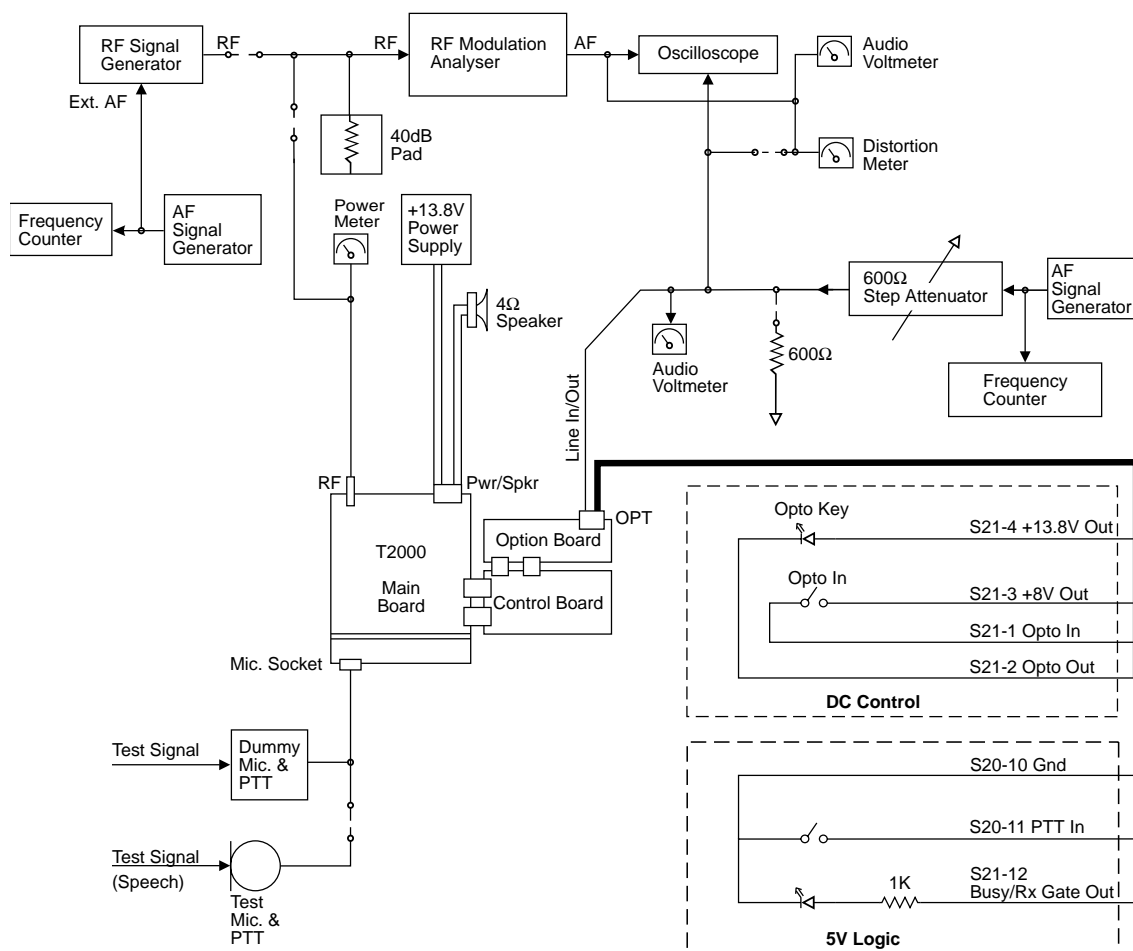 RF Signal
Generator
RF
RF
RF Modulation
Analyser
AF
Oscilloscope
Audio
Voltmeter
Ext. AF
40dB
Pad
Distortion
Meter
Frequency
Counter
AF
Signal
Generator
Power
Meter
+13.8V
Power
Supply
4Ω
Speaker
600Ω
Step Attenuator
AF
Signal
Generator
Audio
Voltmeter
600Ω
Frequency
Counter
Line In/Out
RF
Pwr/Spkr
OPT
T2000
Main
Board
Option Board
Control Board
Mic. Socket
Opto Key
S21-4 +13.8V Out
Opto In
S21-3 +8V Out
S21-1 Opto In
S21-2 Opto Out
DC Control
Test Signal
Dummy
Mic. &
PTT
Test Signal
(Speech)
Test
Mic. &
PTT
S20-10 Gnd
S20-11 PTT In
1K
S21-12
Busy/Rx Gate Out
5V Logic